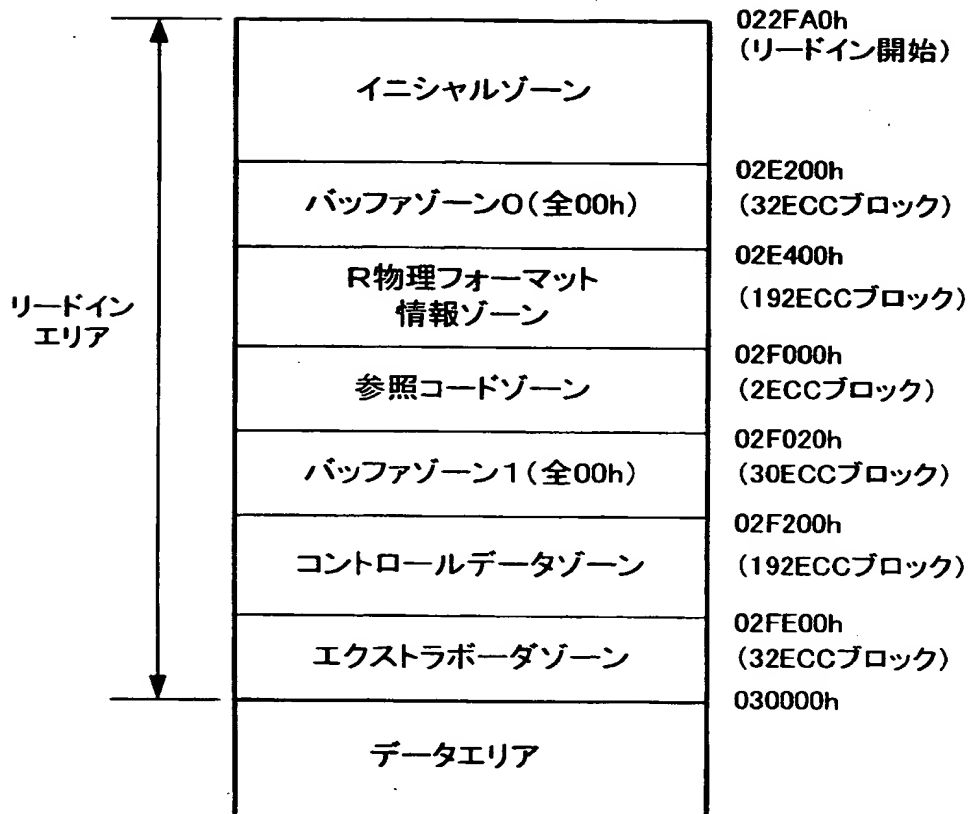 022FA0h
(リードイン開始)
イニシャルゾーン
02E200h
バッファゾーン0(全00h)
(32ECCブロック)
02E400h
R物理フォーマット
情報ゾーン
(192ECCブロック)
リードイン
エリア
02F000h
参照コードゾーン
(2ECCブロック)
02F020h
バッファゾーン1(全00h)
(30ECCブロック)
02F200h
コントロールデータゾーン
(192ECCブロック)
02FE00h
エクストラボーダゾーン
(32ECCブロック)
030000h
データエリア